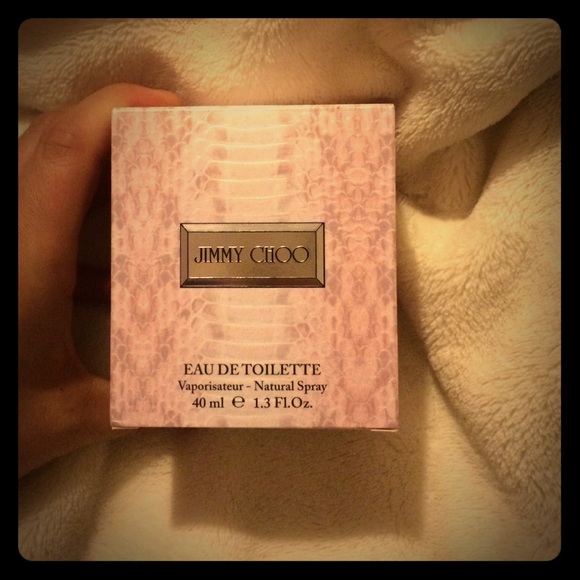 JIMMY CHOO
EAU DE TOILETTE
Vaporisateur - Natural Spray
40 ml ℮ 1.3 Fl.Oz.